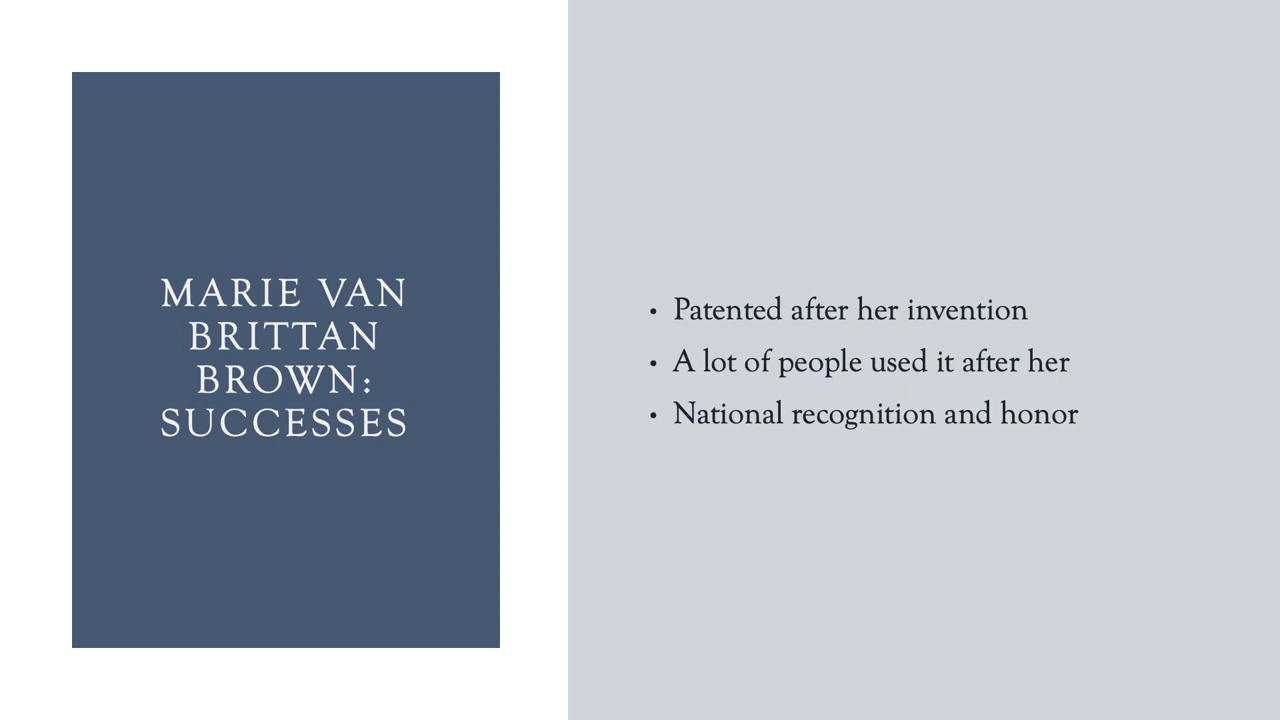 MARIE VAN
BRITTAN
BROWN:
SUCCESSES
• Patented after her invention
• A lot of people used it after her
• National recognition and honor